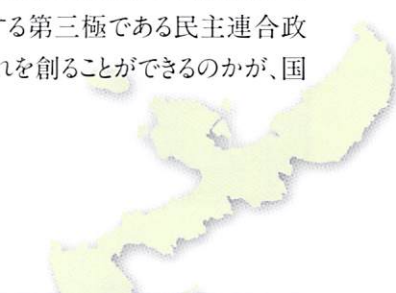 する第三極である民主連合政
れを創ることができるのかが、国